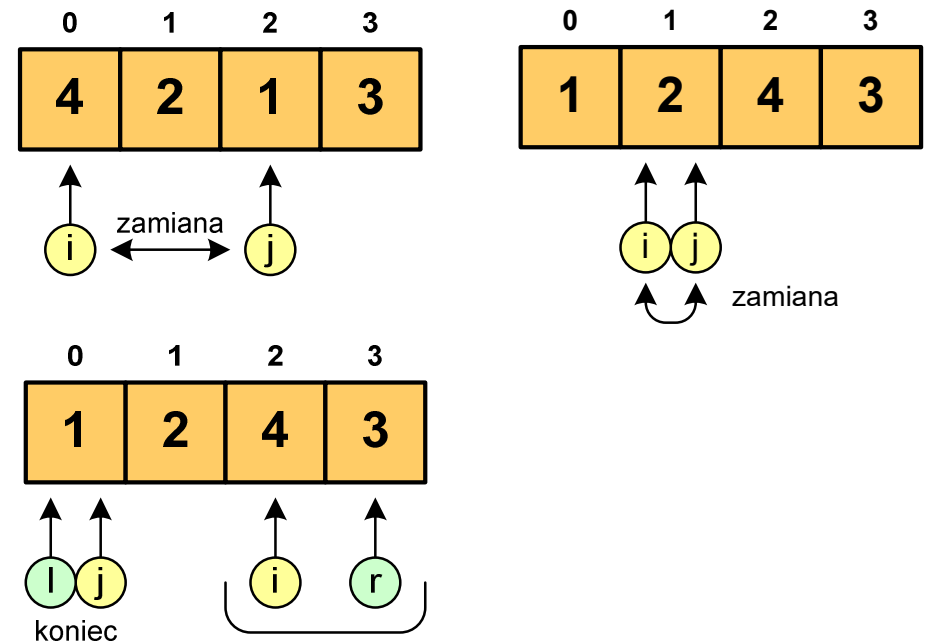 0 1 2 3
4 2 1 3
zamiana
i j
0 1 2 3
1 2 4 3
i j
zamiana
0 1 2 3
1 2 4 3
l j i r
koniec